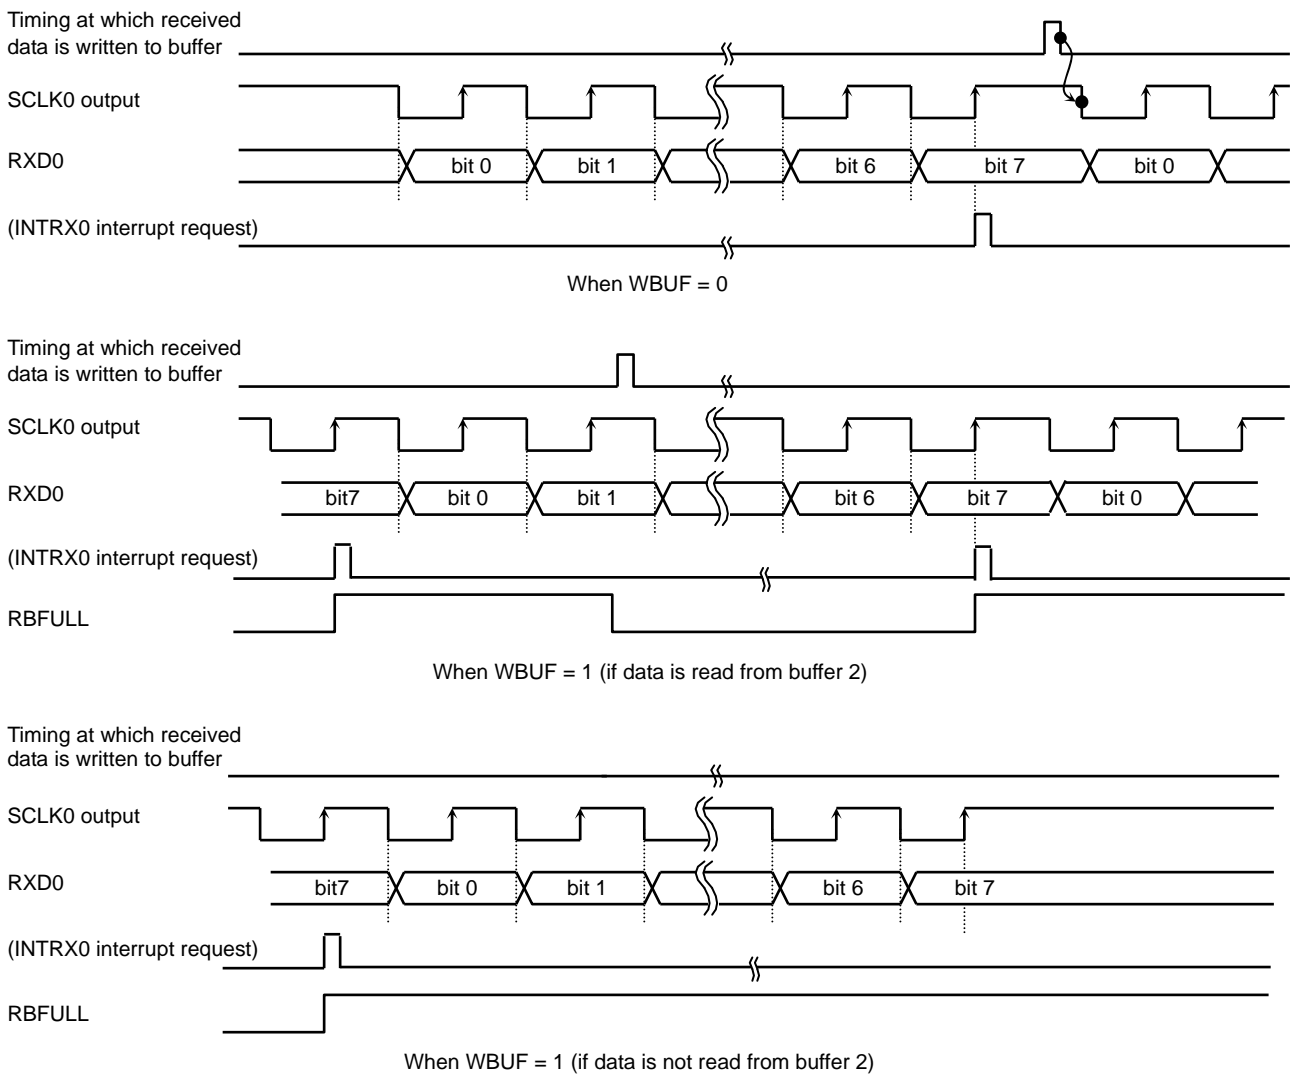 Timing at which received
data is written to buffer
SCLK0 output
RXD0
bit 0
bit 1
bit 6
bit 7
bit 0
(INTRX0 interrupt request)
When WBUF = 0
Timing at which received
data is written to buffer
SCLK0 output
RXD0
bit7
bit 0
bit 1
bit 6
bit 7
bit 0
(INTRX0 interrupt request)
RBFULL
When WBUF = 1 (if data is read from buffer 2)
Timing at which received
data is written to buffer
SCLK0 output
RXD0
bit7
bit 0
bit 1
bit 6
bit 7
(INTRX0 interrupt request)
RBFULL
When WBUF = 1 (if data is not read from buffer 2)